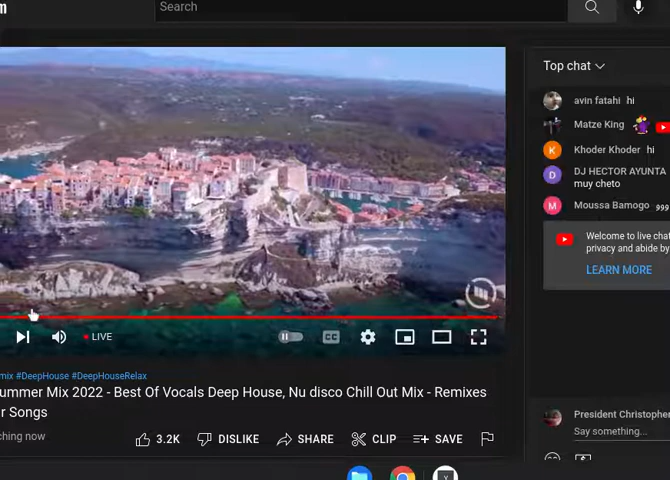 m
Search
Top chat
avin fatahi hi
Matze King
Khoder Khoder hi
DJ HECTOR AYUNTA
muy cheto
Moussa Bamogo ggg
Welcome to live chat
privacy and abide by
LEARN MORE
LIVE
CC
mix #DeepHouse #DeepHouseRelax
ummer Mix 2022 - Best Of Vocals Deep House, Nu disco Chill Out Mix - Remixes
r Songs
ching now
3.2K
DISLIKE
SHARE
CLIP
SAVE
President Christopher
Say something...